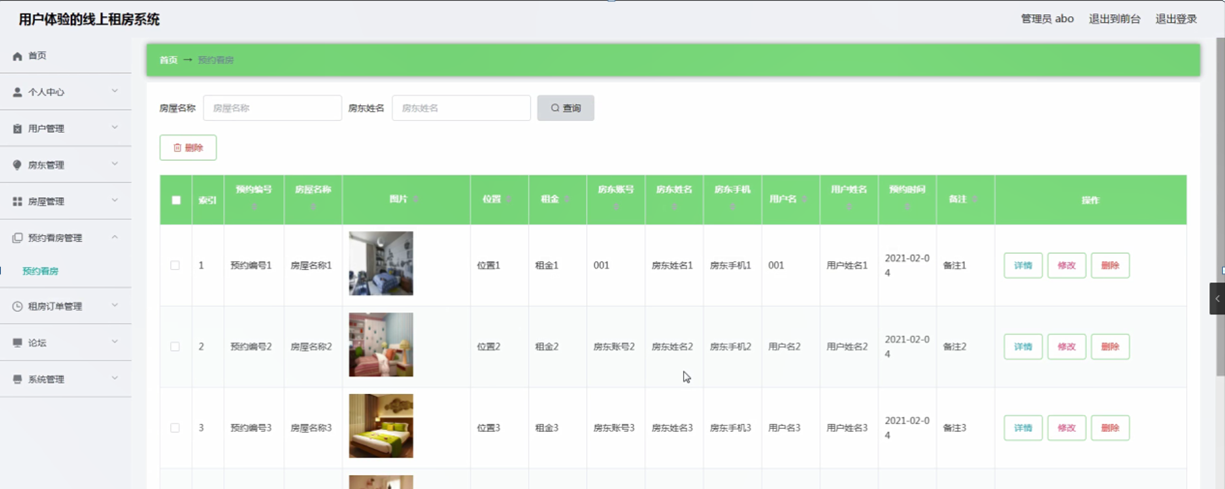 用户体验的线上租房系统
管理员 abo 退出到前台 退出登录
首页
个人中心
用户管理
房东管理
房屋管理
预约看房管理
预约看房
租房订单管理
论坛
系统管理
首页 → 预约看房
房屋名称 房屋名称 房东姓名 房东姓名 查询
删除
索引 预约编号 房屋名称 图片 位置 租金 房东账号 房东姓名 房东手机 用户名 用户姓名 预约时间 备注 操作
1 预约编号1 房屋名称1 位置1 租金1 001 房东姓名1 房东手机1 001 用户姓名1 2021-02-0 备注1 详情 修改 删除
4
2 预约编号2 房屋名称2 位置2 租金2 房东账号2 房东姓名2 房东手机2 用户名2 用户姓名2 2021-02-0 备注2 详情 修改 删除
4
3 预约编号3 房屋名称3 位置3 租金3 房东账号3 房东姓名3 房东手机3 用户名3 用户姓名3 2021-02-0 备注3 详情 修改 删除
4